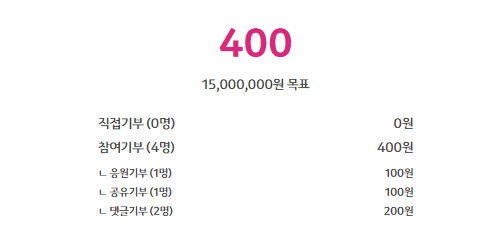 400
15,000,000원 목표
직접기부 (0명) 0원
참여기부 (4명) 400원
ㄴ 응원기부 (1명) 100원
ㄴ 공유기부 (1명) 100원
ㄴ 댓글기부 (2명) 200원